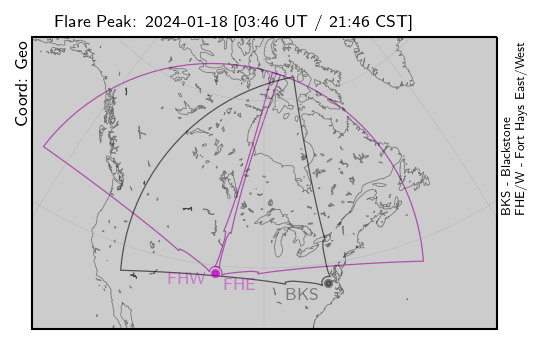 Flare Peak: 2024-01-18 [03:46 UT / 21:46 CST]
Coord: Geo
BKS - Blackstone
FHE/W - Fort Hays East/West
FHW
FHE
BKS